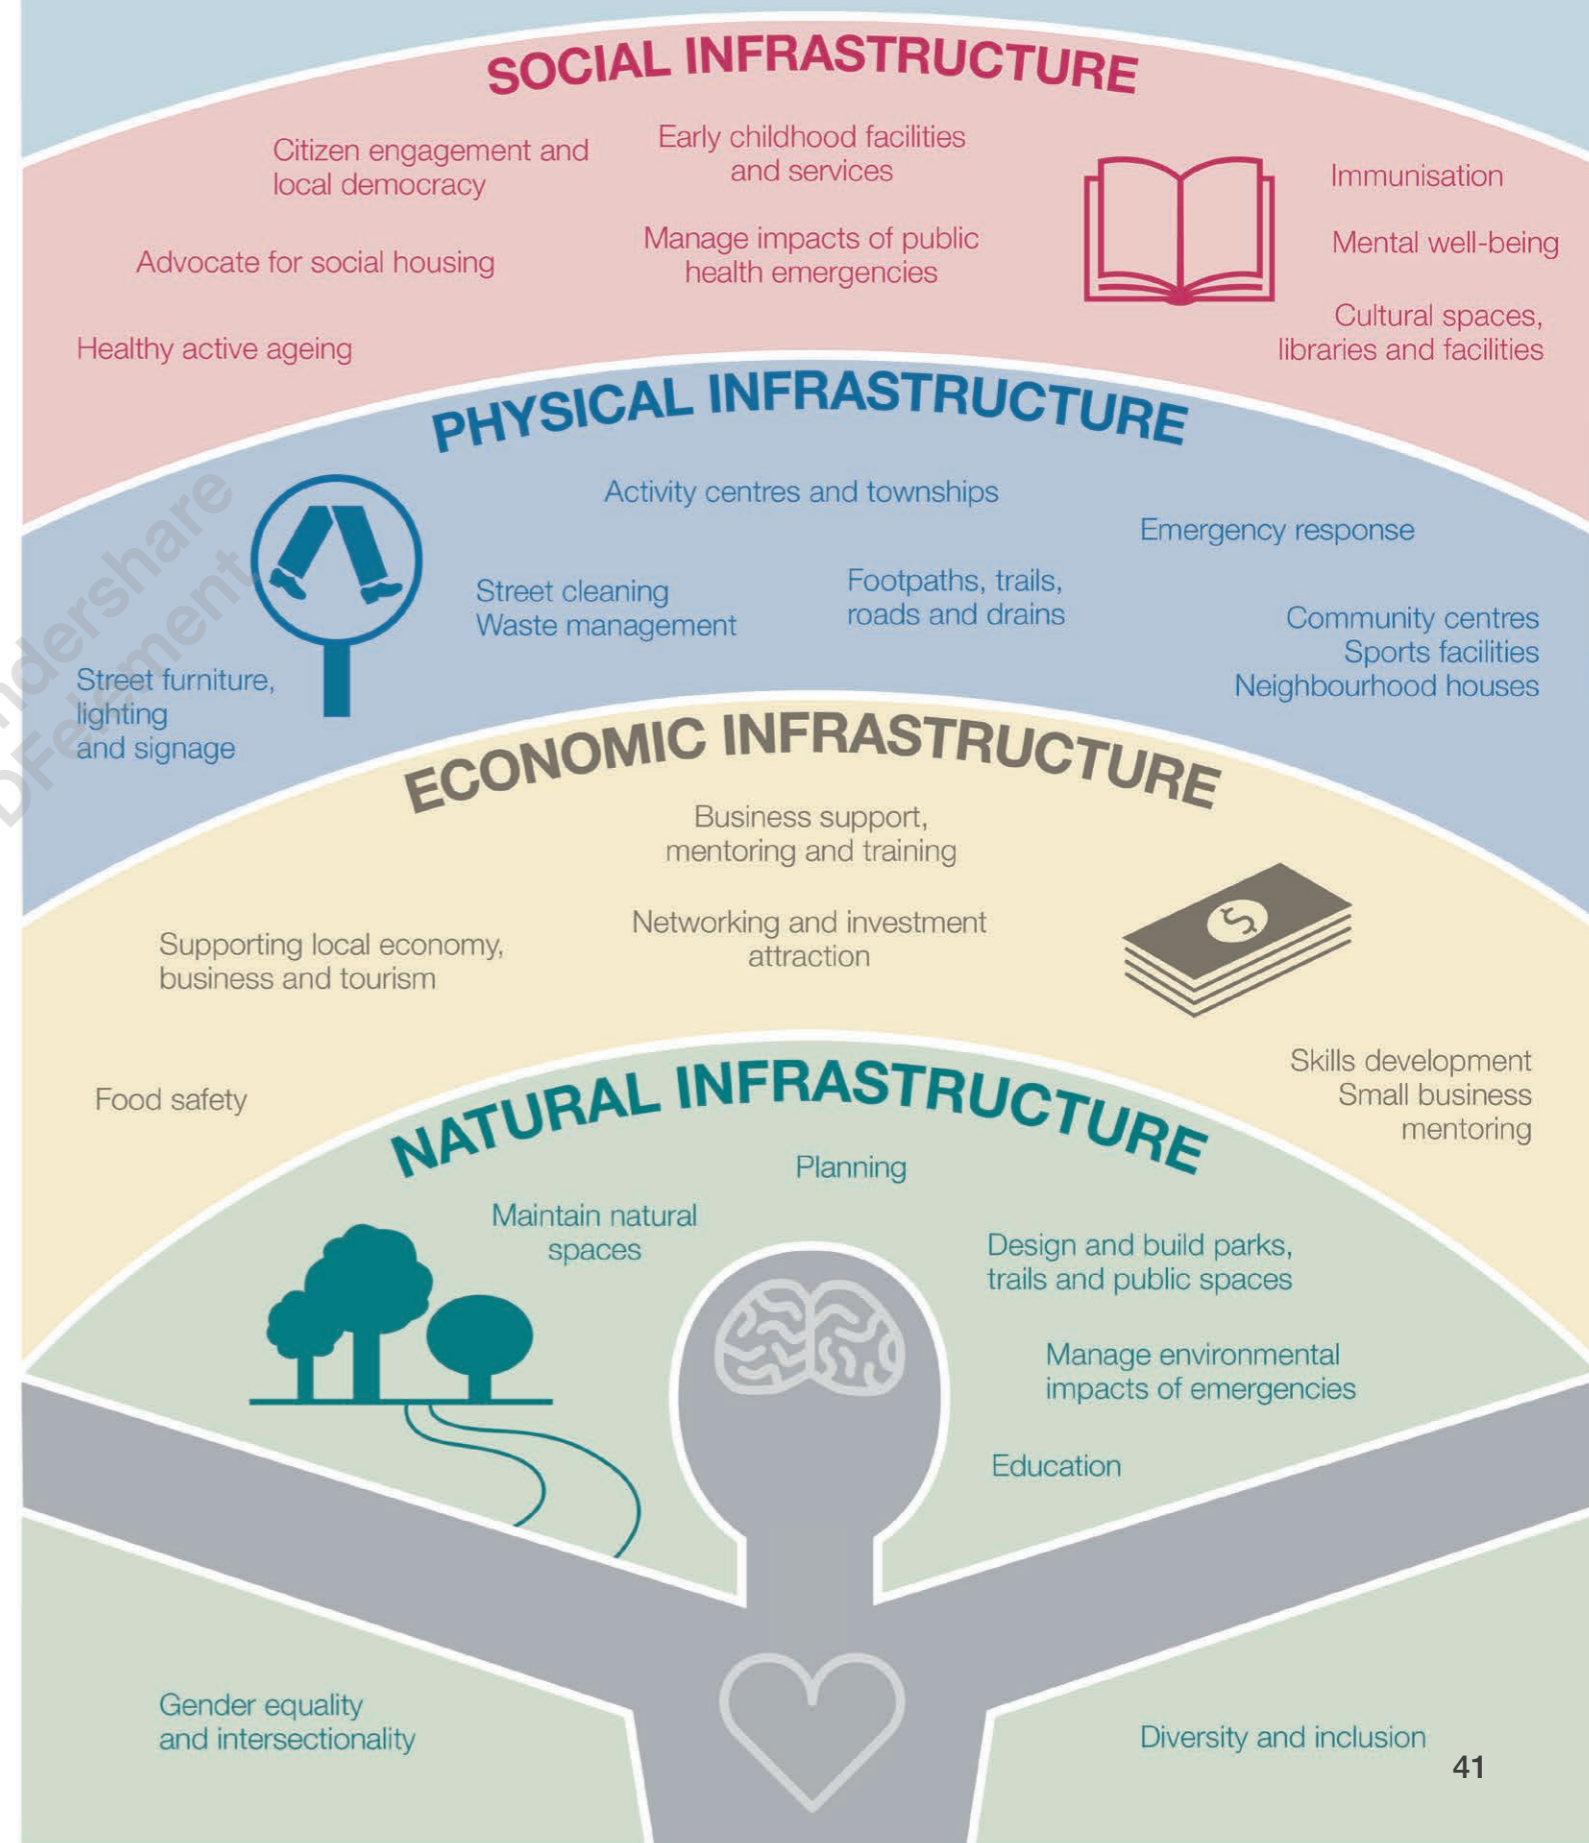 SOCIAL INFRASTRUCTURE
Citizen engagement and
local democracy
Early childhood facilities
and services
Immunisation
Advocate for social housing
Manage impacts of public
health emergencies
Mental well-being
Healthy active ageing
Cultural spaces,
libraries and facilities
PHYSICAL INFRASTRUCTURE
Activity centres and townships
Emergency response
Street cleaning
Waste management
Footpaths, trails,
roads and drains
Community centres
Sports facilities
Neighbourhood houses
Street furniture,
lighting
and signage
ECONOMIC INFRASTRUCTURE
Business support,
mentoring and training
Supporting local economy,
business and tourism
Networking and investment
attraction
$
Food safety
Skills development
Small business
mentoring
NATURAL INFRASTRUCTURE
Planning
Maintain natural
spaces
Design and build parks,
trails and public spaces
Manage environmental
impacts of emergencies
Education
Gender equality
and intersectionality
Diversity and inclusion
41